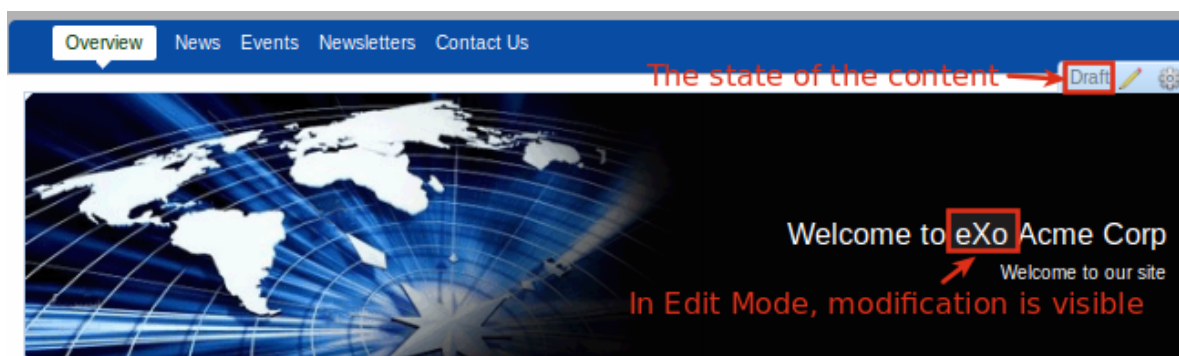 Overview News Events Newsletters Contact Us
The state of the content Draft
Welcome to eXo Acme Corp
Welcome to our site
In Edit Mode, modification is visible